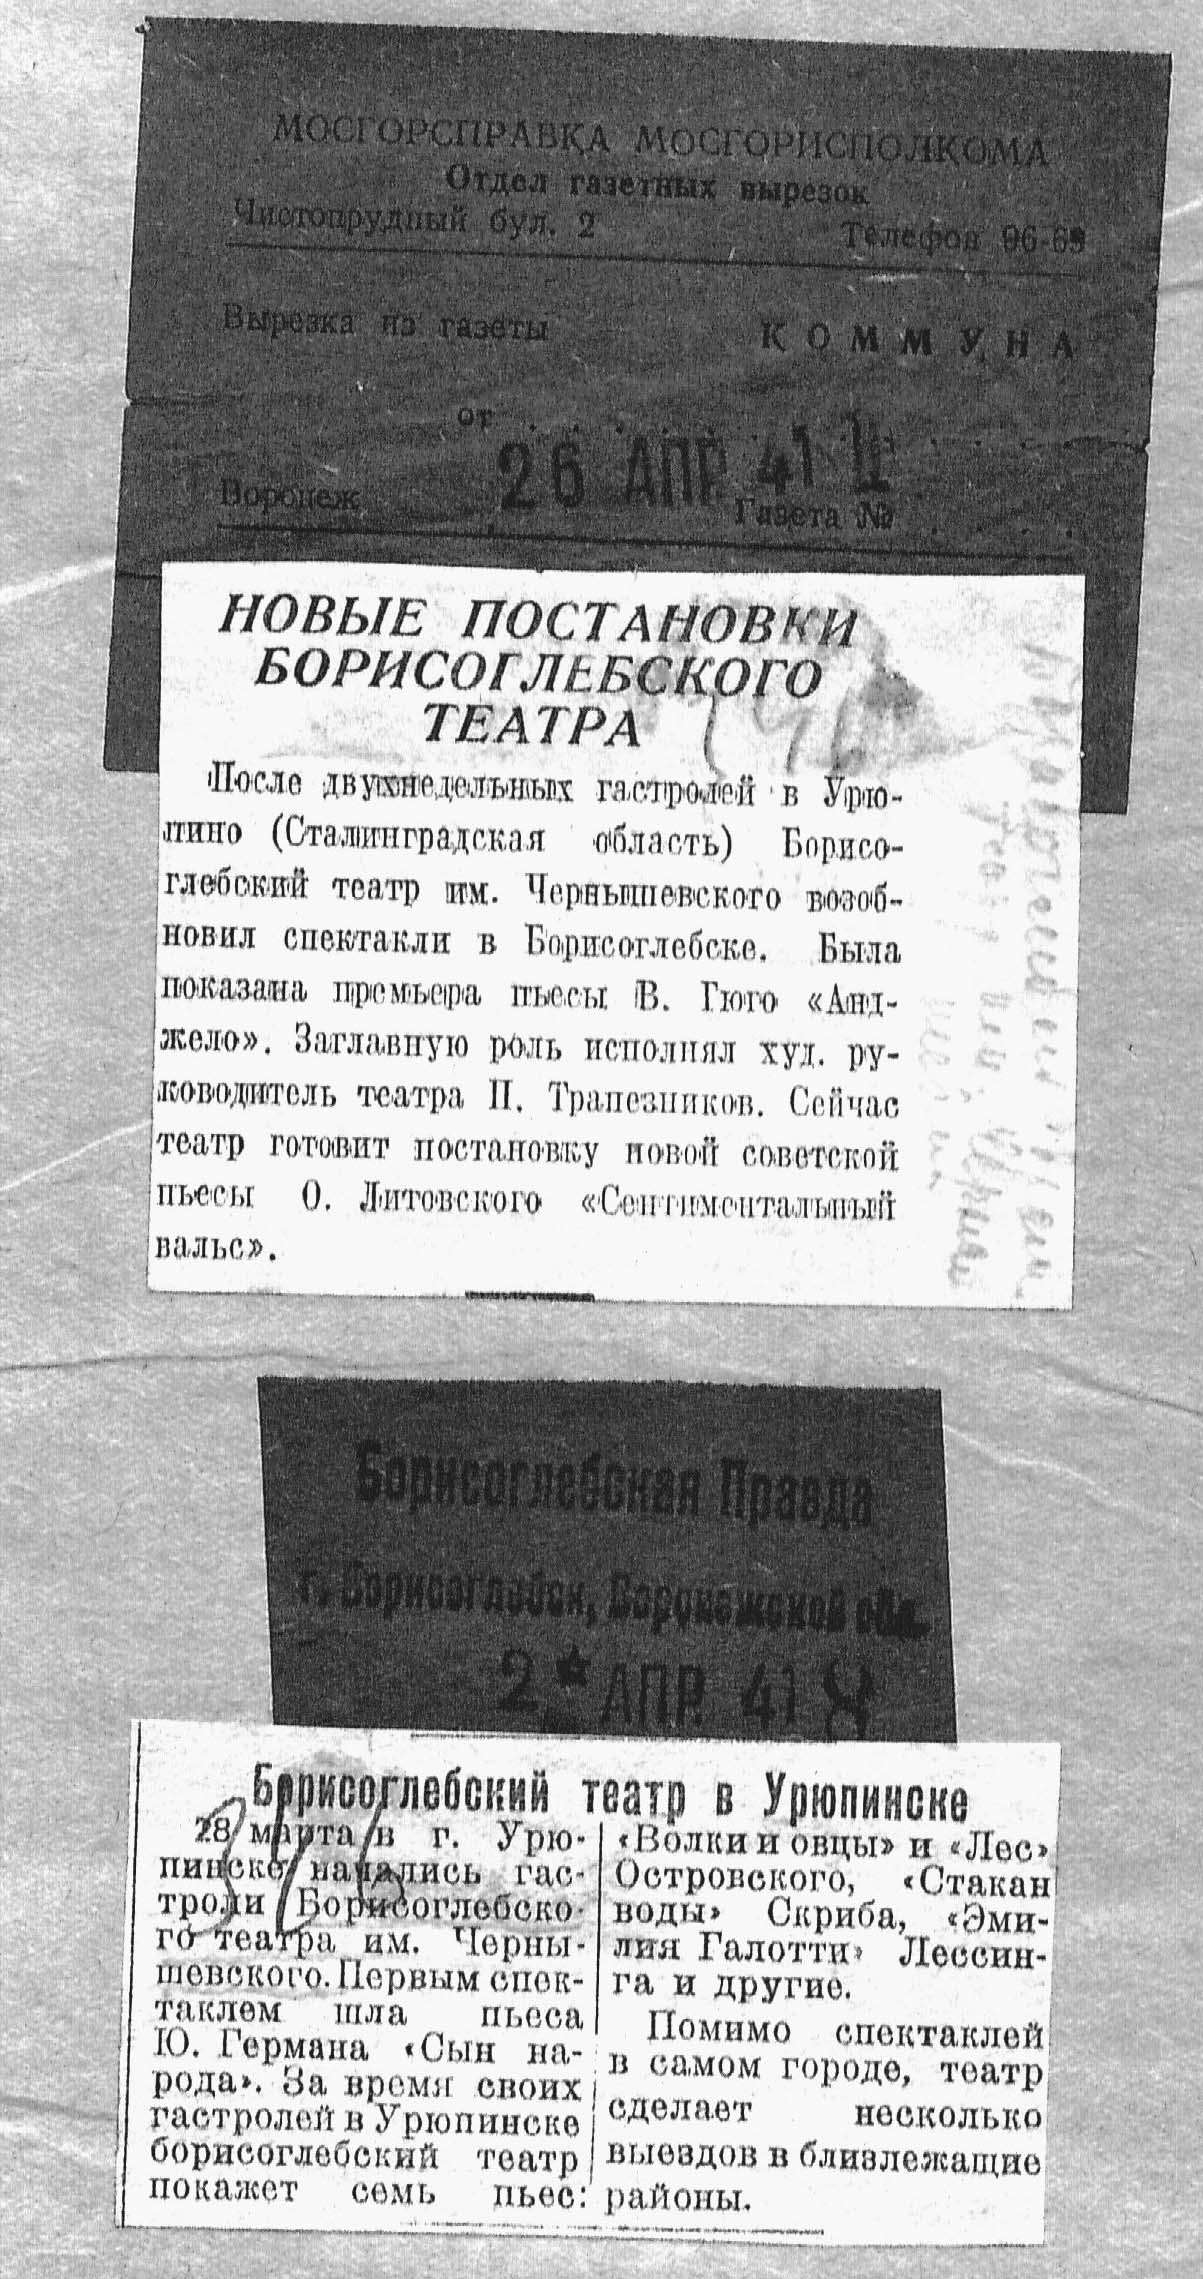 МОСГОРСПРАВКА МОСГОРИСПОЛКОМА
Отдел газетных вырезок
Чистопрудный бул. 2 Телефон 96-69
Вырезка из газеты КОММУНА
от 26 АПР 41
Воронеж Газета №
НОВЫЕ ПОСТАНОВКИ
БОРИСОГЛЕБСКОГО
ТЕАТРА
После двухнедельных гастролей в Урю-
пино (Сталинградская область) Борисо-
глебский театр им. Чернышевского возоб-
новил спектакли в Борисоглебске. Была
показана премьера пьесы В. Гюго «Анд-
жело». Заглавную роль исполнял худ. ру-
ководитель театра П. Трапезников. Сейчас
театр готовит постановку новой советской
пьесы О. Литовского «Сентиментальный
вальс».
Борисоглебская Правда
г. Борисоглебск, Воронежской обл.
2 * АПР. 41
Борисоглебский театр в Урюпинске
28 марта в г. Урю-
пинске начались гас-
троли Борисоглебско-
го театра им. Черны-
шевского. Первым спек-
таклем шла пьеса
Ю. Германа «Сын на-
рода». За время своих
гастролей в Урюпинске
борисоглебский театр
покажет семь пьес:
«Волки и овцы» и «Лес»
Островского, «Стакан
воды» Скриба, «Эми-
лия Галотти» Лессин-
га и другие.
Помимо спектаклей
в самом городе, театр
сделает несколько
выездов в близлежащие
районы.